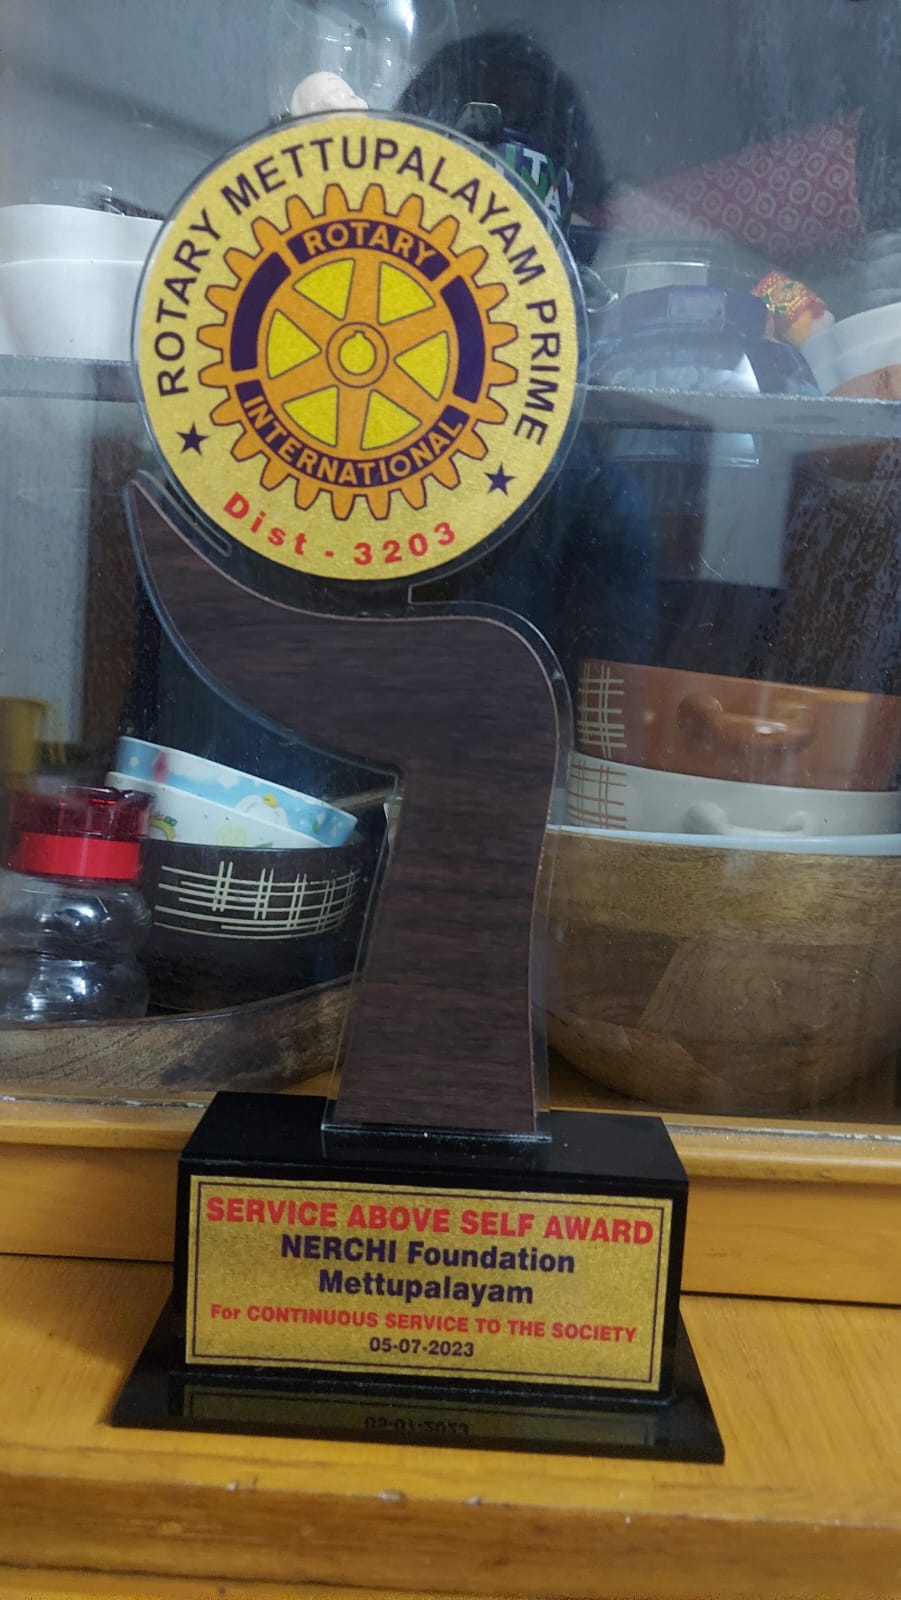 ROTARY METTUPALAYAM PRIME
ROTARY
INTERNATIONAL
Dist - 3203
SERVICE ABOVE SELF AWARD
NERCHI Foundation
Mettupalayam
For CONTINUOUS SERVICE TO THE SOCIETY
05-07-2023